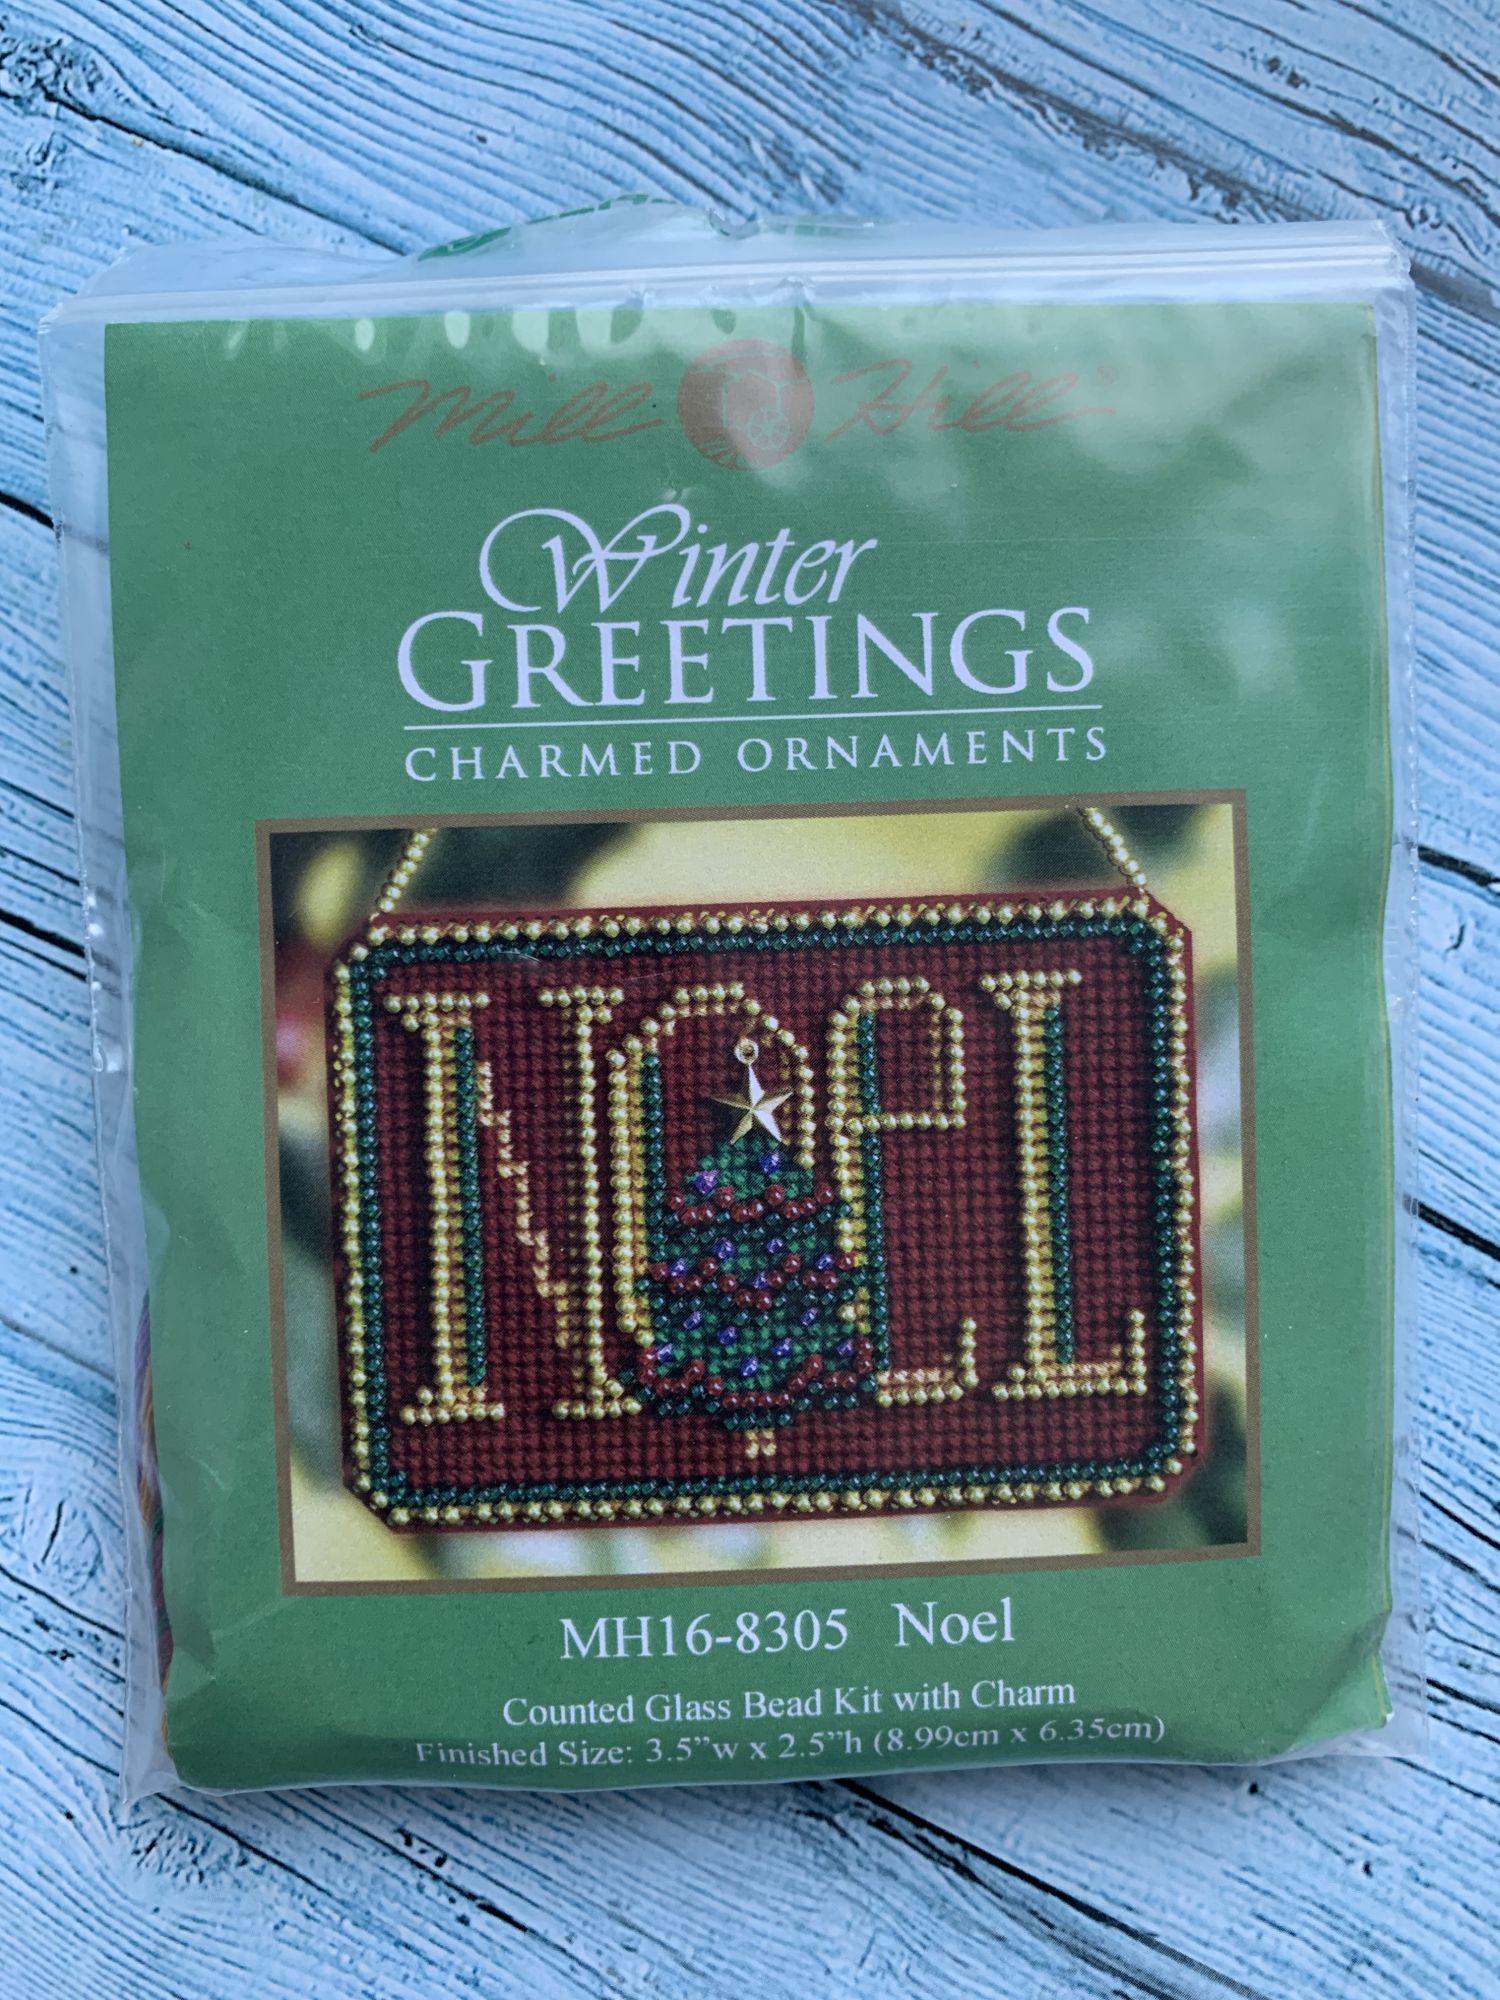 Mill Hill®
Winter
GREETINGS
CHARMED ORNAMENTS
NOEL
MH16-8305 Noel
Counted Glass Bead Kit with Charm
Finished Size: 3.5”w x 2.5”h (8.99cm x 6.35cm)